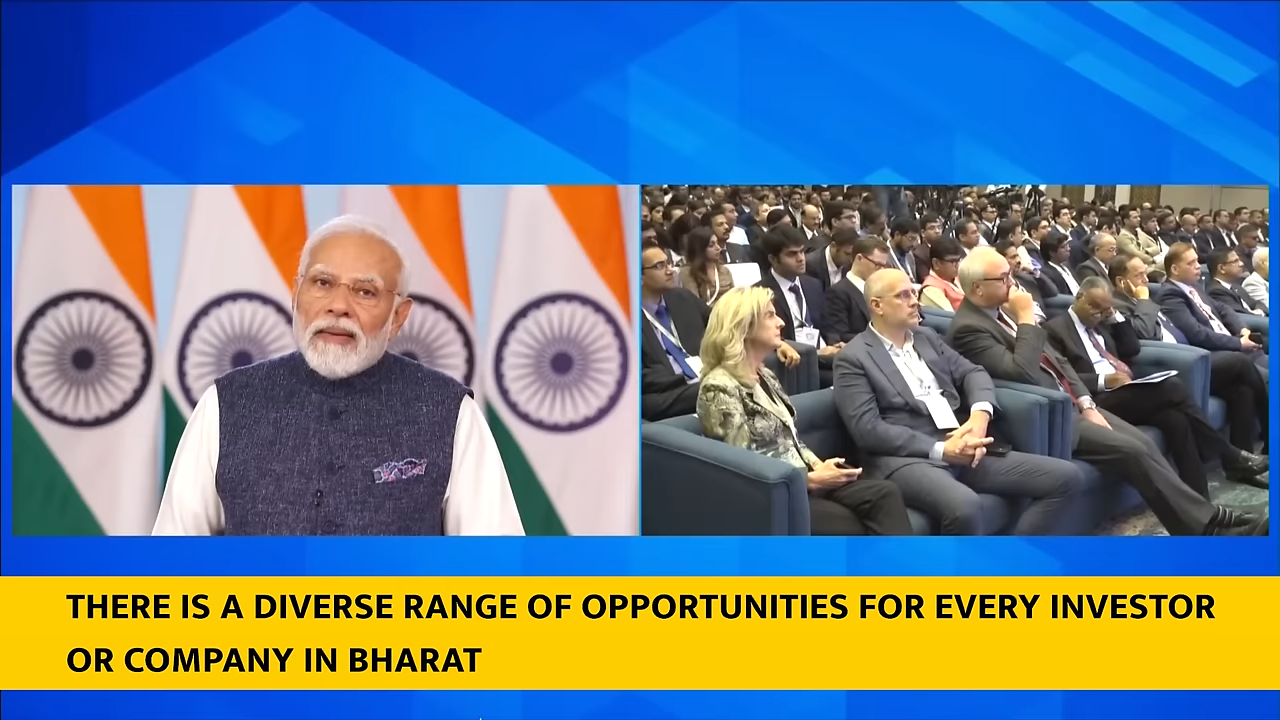 THERE IS A DIVERSE RANGE OF OPPORTUNITIES FOR EVERY INVESTOR
OR COMPANY IN BHARAT